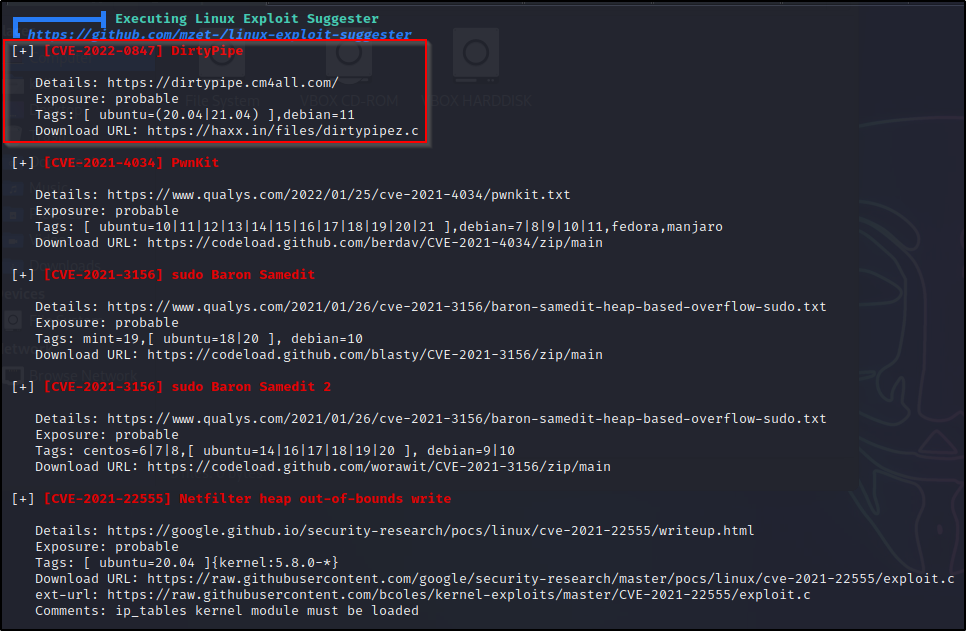 Executing Linux Exploit Suggester
https://github.com/mzet-/linux-exploit-suggester
[+] [CVE-2022-0847] DirtyPipe
Details: https://dirtypipe.cm4all.com/
Exposure: probable
Tags: [ ubuntu=(20.04|21.04) ],debian=11
Download URL: https://haxx.in/files/dirtypipez.c
[+] [CVE-2021-4034] PwnKit
Details: https://www.qualys.com/2022/01/25/cve-2021-4034/pwnkit.txt
Exposure: probable
Tags: [ ubuntu=10|11|12|13|14|15|16|17|18|19|20|21 ],debian=7|8|9|10|11,fedora,manjaro
Download URL: https://codeload.github.com/berdav/CVE-2021-4034/zip/main
[+] [CVE-2021-3156] sudo Baron Samedit
Details: https://www.qualys.com/2021/01/26/cve-2021-3156/baron-samedit-heap-based-overflow-sudo.txt
Exposure: probable
Tags: mint=19,[ ubuntu=18|20 ], debian=10
Download URL: https://codeload.github.com/blasty/CVE-2021-3156/zip/main
[+] [CVE-2021-3156] sudo Baron Samedit 2
Details: https://www.qualys.com/2021/01/26/cve-2021-3156/baron-samedit-heap-based-overflow-sudo.txt
Exposure: probable
Tags: centos=6|7|8,[ ubuntu=14|16|17|18|19|20 ], debian=9|10
Download URL: https://codeload.github.com/worawit/CVE-2021-3156/zip/main
[+] [CVE-2021-22555] Netfilter heap out-of-bounds write
Details: https://google.github.io/security-research/pocs/linux/cve-2021-22555/writeup.html
Exposure: probable
Tags: [ ubuntu=20.04 ]{kernel:5.8.0-*}
Download URL: https://raw.githubusercontent.com/google/security-research/master/pocs/linux/cve-2021-22555/exploit.c
ext-url: https://raw.githubusercontent.com/bcoles/kernel-exploits/master/CVE-2021-22555/exploit.c
Comments: ip_tables kernel module must be loaded